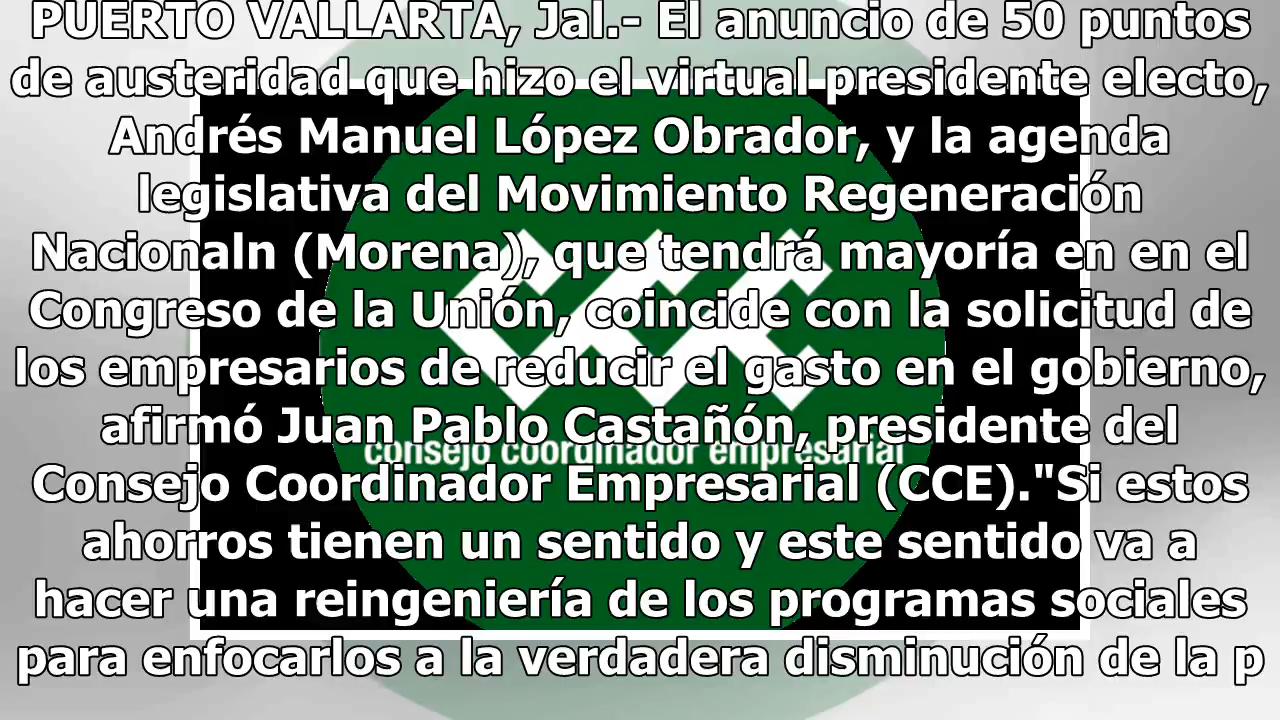 PUERTO VALLARTA, Jal.- El anuncio de 50 puntos
de austeridad que hizo el virtual presidente electo,
Andrés Manuel López Obrador, y la agenda
legislativa del Movimiento Regeneración
Nacionaln (Morena), que tendrá mayoría en en el
Congreso de la Unión, coincide con la solicitud de
los empresarios de reducir el gasto en el gobierno,
afirmó Juan Pablo Castañón, presidente del
consejo coordinador empresarial
Consejo Coordinador Empresarial (CCE)."Si estos
ahorros tienen un sentido y este sentido va a
hacer una reingeniería de los programas sociales
para enfocarlos a la verdadera disminución de la p
CCE